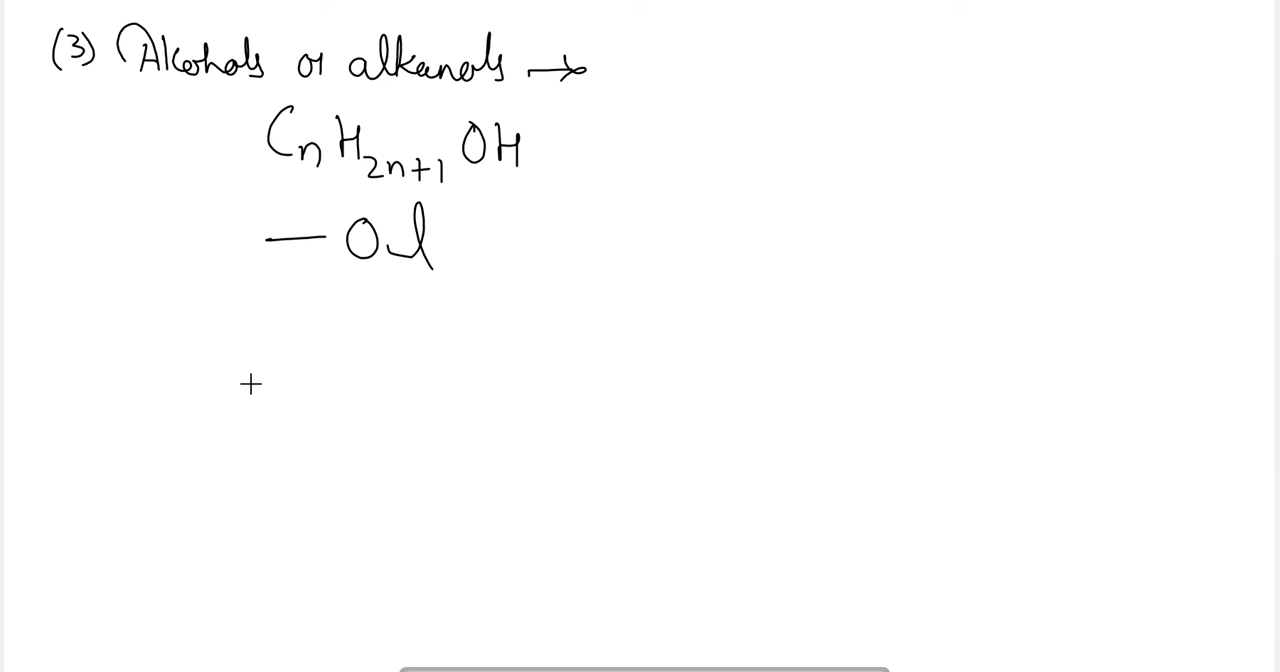 (3) Alcohols or alkanols →
CnH2n+1OH
— Ol